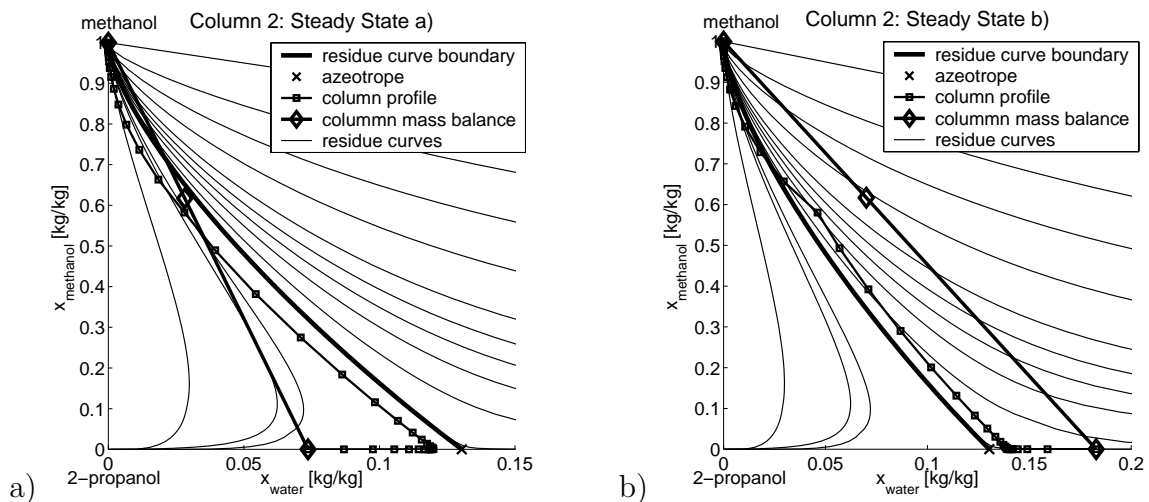 methanol Column 2: Steady State a)
1
0.9
0.8
0.7
0.6
0.5
0.4
0.3
0.2
0.1
0
x_methanol [kg/kg]
residue curve boundary
azeotrope
column profile
colummn mass balance
residue curves
0 0.05 0.1 0.15
2−propanol x_water [kg/kg]
a)
methanol Column 2: Steady State b)
1
0.9
0.8
0.7
0.6
0.5
0.4
0.3
0.2
0.1
0
x_methanol [kg/kg]
residue curve boundary
azeotrope
column profile
colummn mass balance
residue curves
0 0.05 0.1 0.15 0.2
2−propanol x_water [kg/kg]
b)